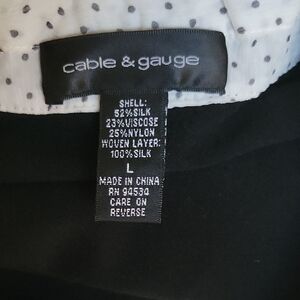 cable & gauge
SHELL:
52%SILK
23%VISCOSE
25%NYLON
WOVEN LAYER:
100%SILK
L
MADE IN CHINA
RN 94534
CARE ON
REVERSE